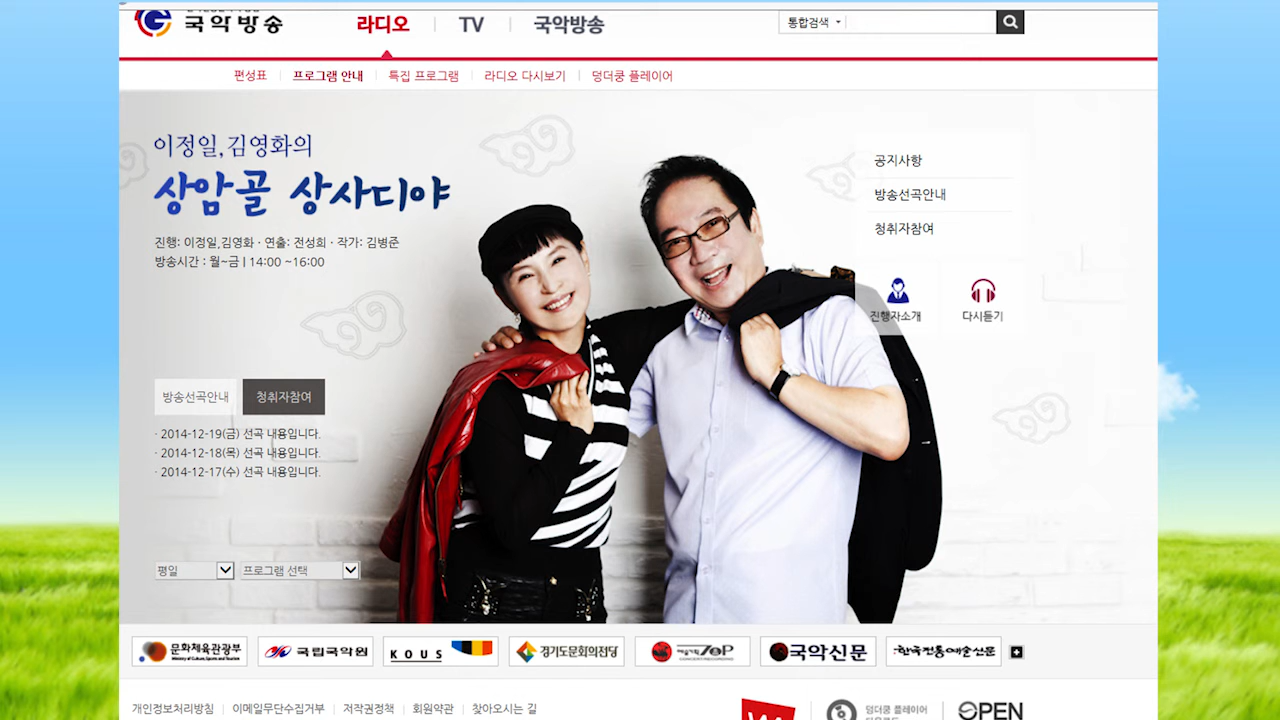 국악방송
라디오
TV
국악방송
통합검색
편성표
프로그램 안내
특집 프로그램
라디오 다시보기
덩더쿵 플레이어
이정일,김영화의
상암골 상사디야
진행: 이정일,김영화 · 연출: 전성희 · 작가: 김병준
방송시간 : 월~금 | 14:00 ~16:00
공지사항
방송선곡안내
청취자참여
진행자소개
다시듣기
방송선곡안내
청취자참여
· 2014-12-19(금) 선곡 내용입니다.
· 2014-12-18(목) 선곡 내용입니다.
· 2014-12-17(수) 선곡 내용입니다.
평일
프로그램 선택
문화체육관광부
Ministry of Culture, Sports and Tourism
국립국악원
KOUS
경기도문화의전당
예술기획 TOP
국악신문
한국전통예술신문
개인정보처리방침
이메일무단수집거부
저작권정책
회원약관
찾아오시는 길
덩더쿵 플레이어
OPEN